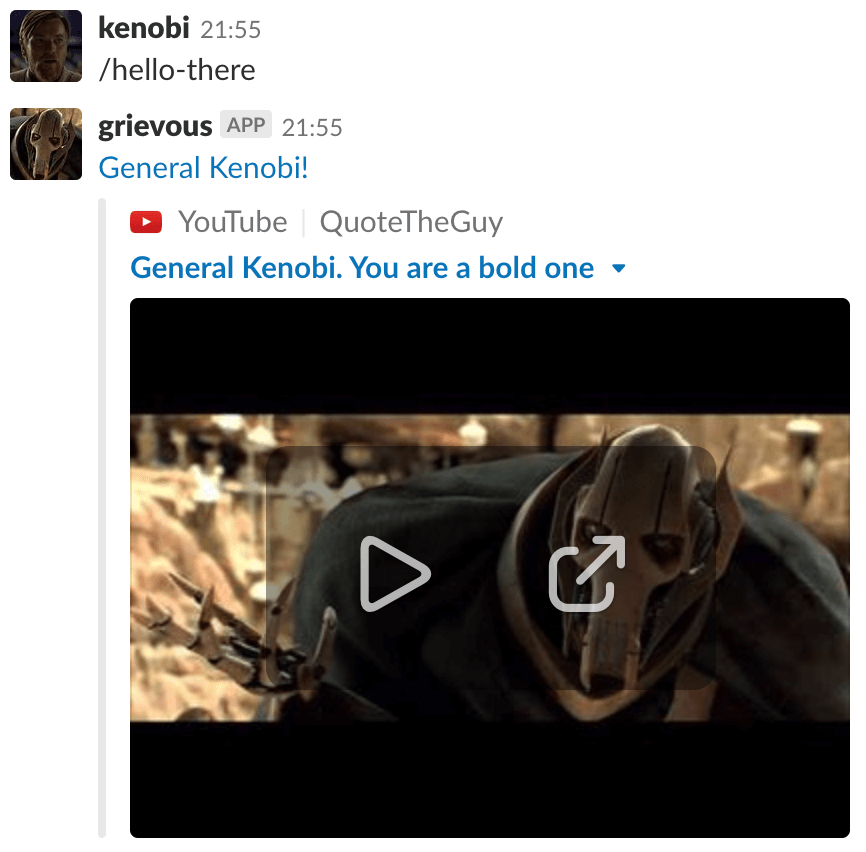 kenobi 21:55
/hello-there
grievous APP 21:55
General Kenobi!
YouTube QuoteTheGuy
General Kenobi. You are a bold one